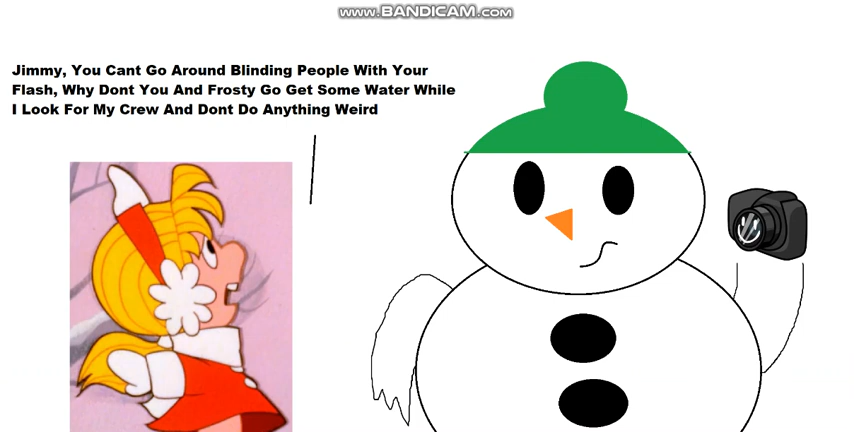 www.BANDICAM.com
Jimmy, You Cant Go Around Blinding People With Your
Flash, Why Dont You And Frosty Go Get Some Water While
I Look For My Crew And Dont Do Anything Weird